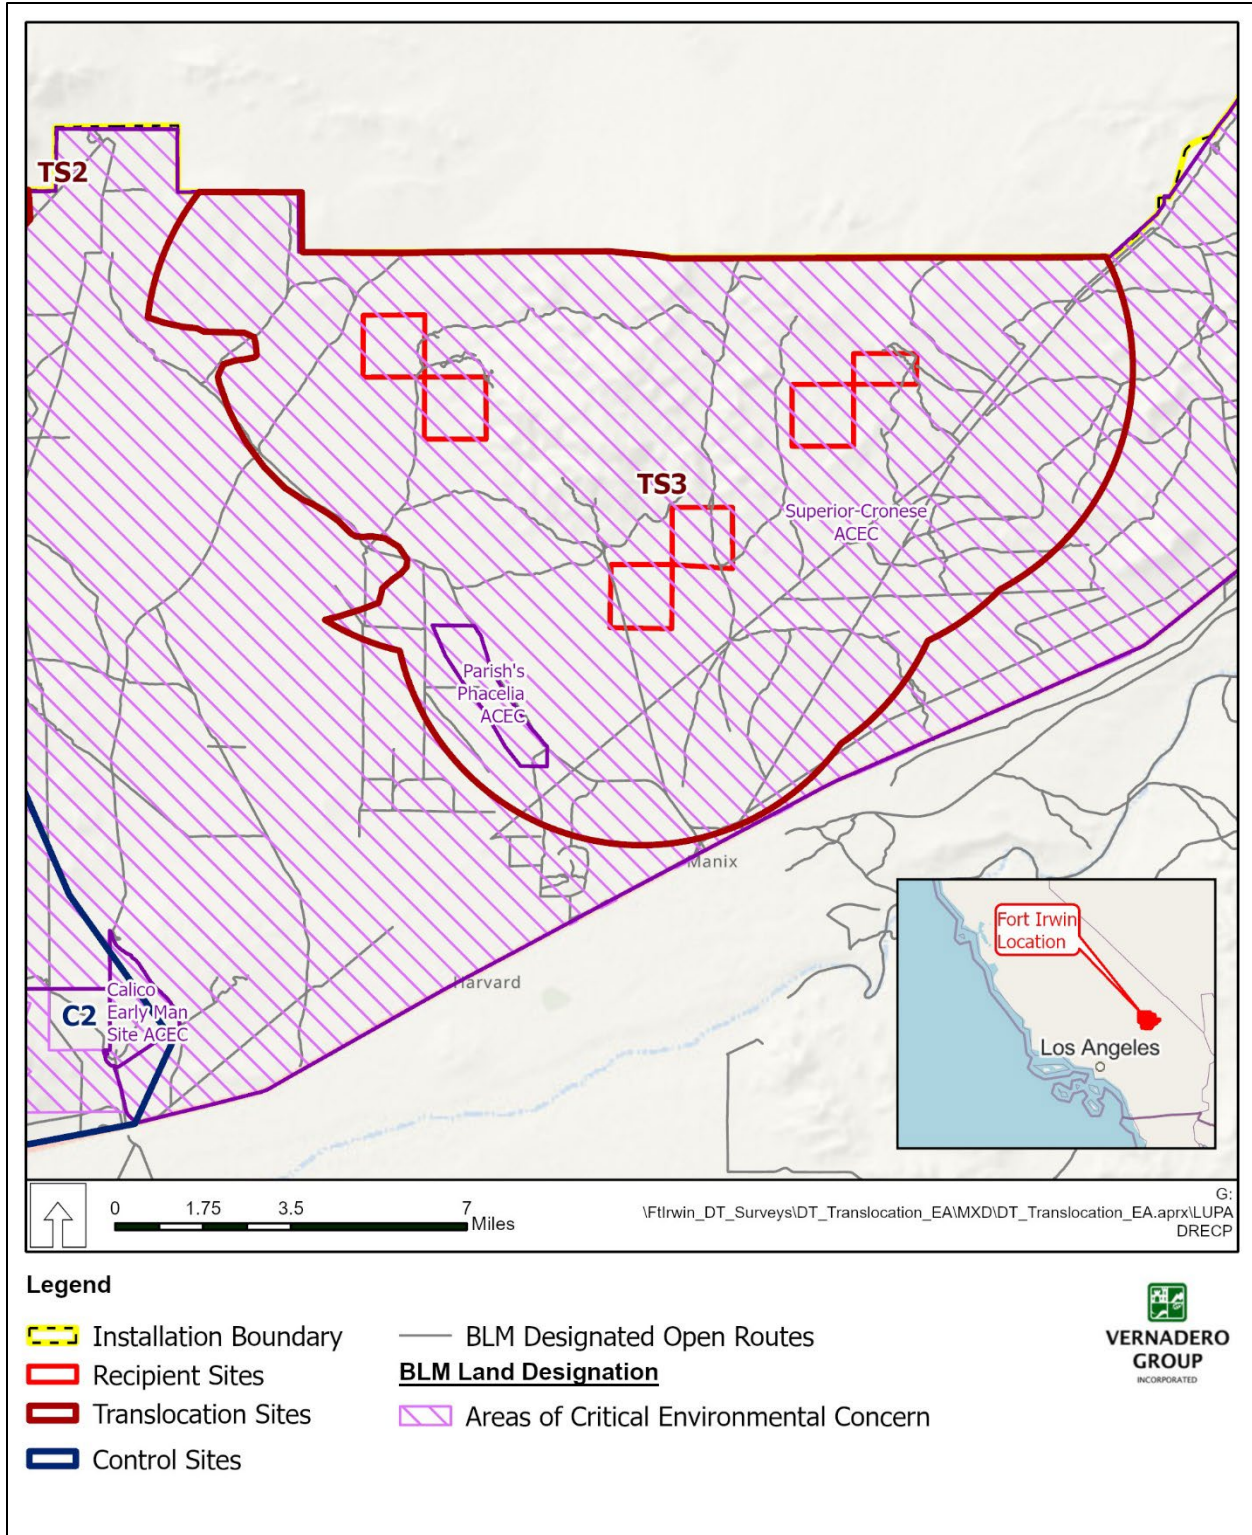 TS2
TS3
Superior-Cronese
ACEC
Parish's
Phacelia
ACEC
Manix
Harvard
C2
Calico
Early Man
Site ACEC
Fort Irwin
Location
Los Angeles
0 1.75 3.5 7
Miles
G:
\FtIrwin_DT_Surveys\DT_Translocation_EA\MXD\DT_Translocation_EA.aprx\LUPA
DRECP
Legend
Installation Boundary
Recipient Sites
Translocation Sites
Control Sites
BLM Designated Open Routes
BLM Land Designation
Areas of Critical Environmental Concern
VERNADERO
GROUP
INCORPORATED